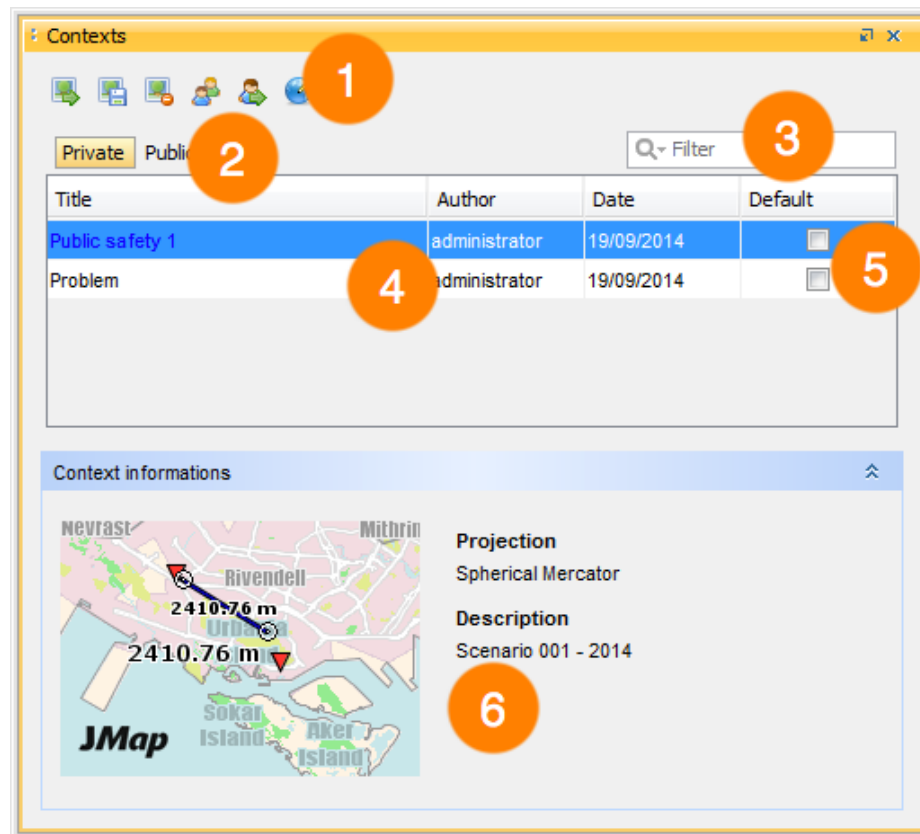 Contexts
1
Private Public 2
Filter 3
Title Author Date Default
Public safety 1 administrator 19/09/2014
5
Problem administrator 19/09/2014
4
Context informations
Nevrast
Rivendell
2410.76 m
2410.76 m
Sokar
Island
Aker
Island
JMap
Projection
Spherical Mercator
Description
Scenario 001 - 2014
6